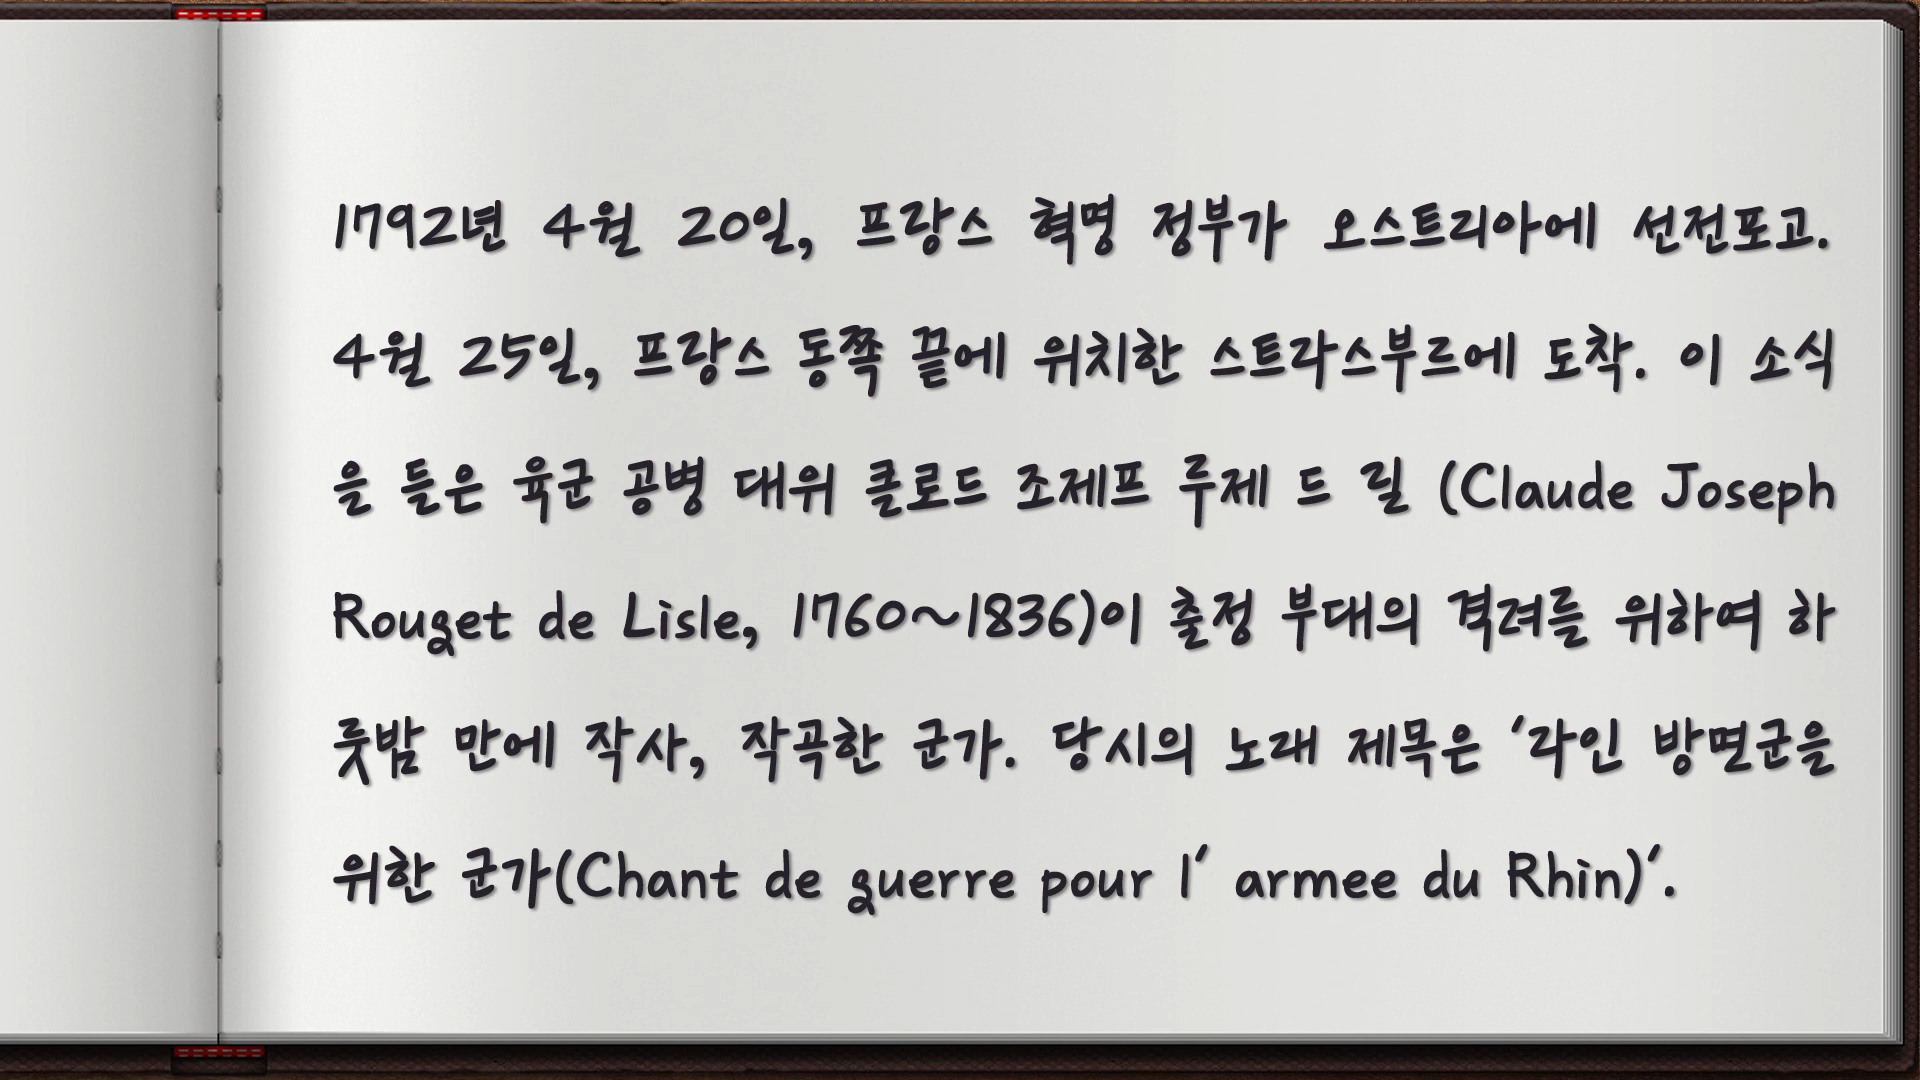 1792년 4월 20일, 프랑스 혁명 정부가 오스트리아에 선전포고.
4월 25일, 프랑스 동쪽 끝에 위치한 스트라스부르에 도착. 이 소식
을 들은 육군 공병 대위 클로드 조제프 루제 드 릴 (Claude Joseph
Rouget de Lisle, 1760~1836)이 출정 부대의 격려를 위하여 하
룻밤 만에 작사, 작곡한 군가. 당시의 노래 제목은 '라인 방면군을
위한 군가(Chant de guerre pour l' armee du Rhin)'.